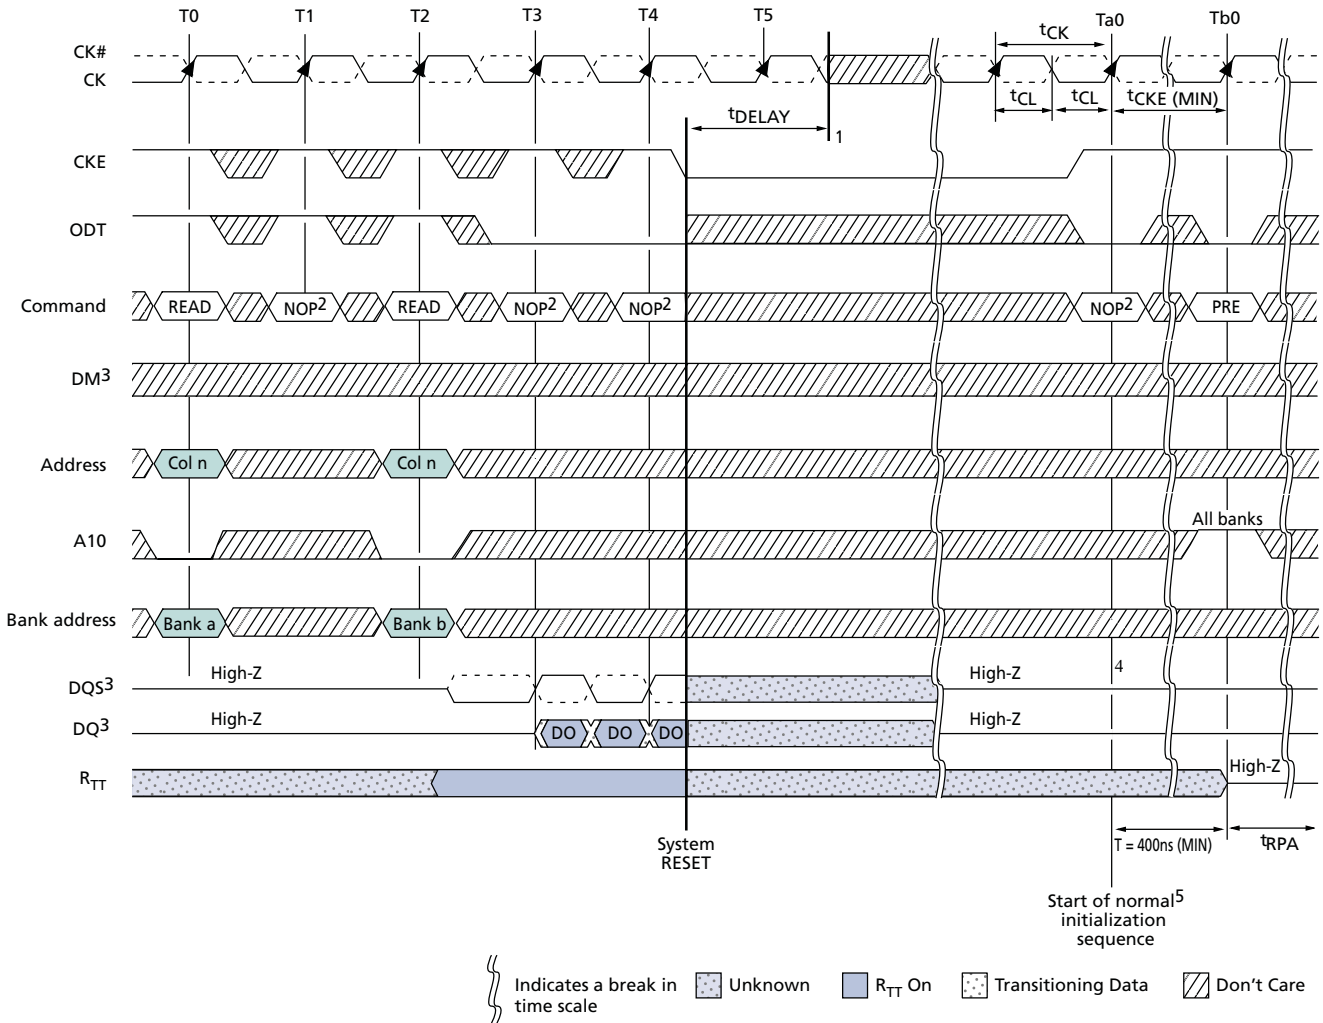 T0 T1 T2 T3 T4 T5 Ta0 Tb0
CK#
CK
tCK
tCL tCL tCKE (MIN)
tDELAY
1
CKE
ODT
Command READ NOP2 READ NOP2 NOP2 NOP2 PRE
DM3
Address Col n Col n
A10 All banks
Bank address Bank a Bank b
DQS3 High-Z High-Z 4
DQ3 High-Z DO DO DO High-Z
RTT High-Z
System
RESET
T = 400ns (MIN) tRPA
Start of normal5
initialization
sequence
Indicates a break in
time scale
Unknown RTT On Transitioning Data Don't Care